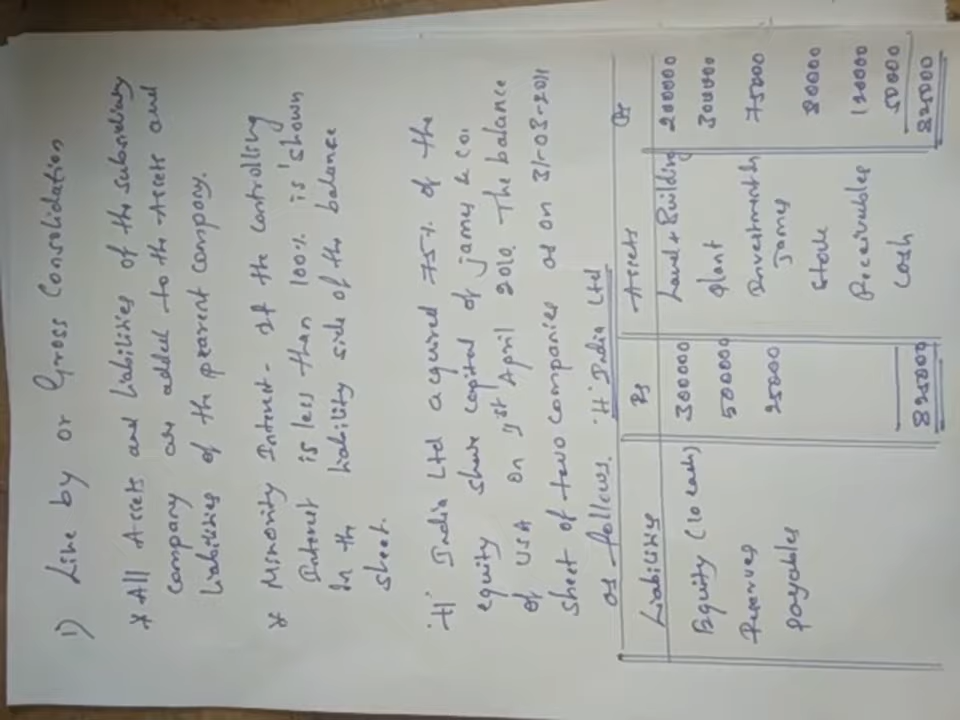 1) Line by or Gross Consolidation
* All Assets and Liabilities of the subsidiary
company are added to the Assets and
Liabilities of the parent company.
* Minority Interest - If the controlling
Interest is less than 100% is shown
In the liability side of the balance
sheet.
'H' India Ltd aquired 75% of the
equity share capital of James & Co.
of USA on 1st April 2010. The balance
sheet of two companies as on 31-03-2011
as follows. 'H' India Ltd
Liabilities Rs Assets Rs
Equity (10 each) 300000 Land & Building 200000
Reserves 500000 Plant 300000
Payables 25000 Investment in 75000
James
Stock 80000
Receivables 120000
Cash 50000
825000 825000